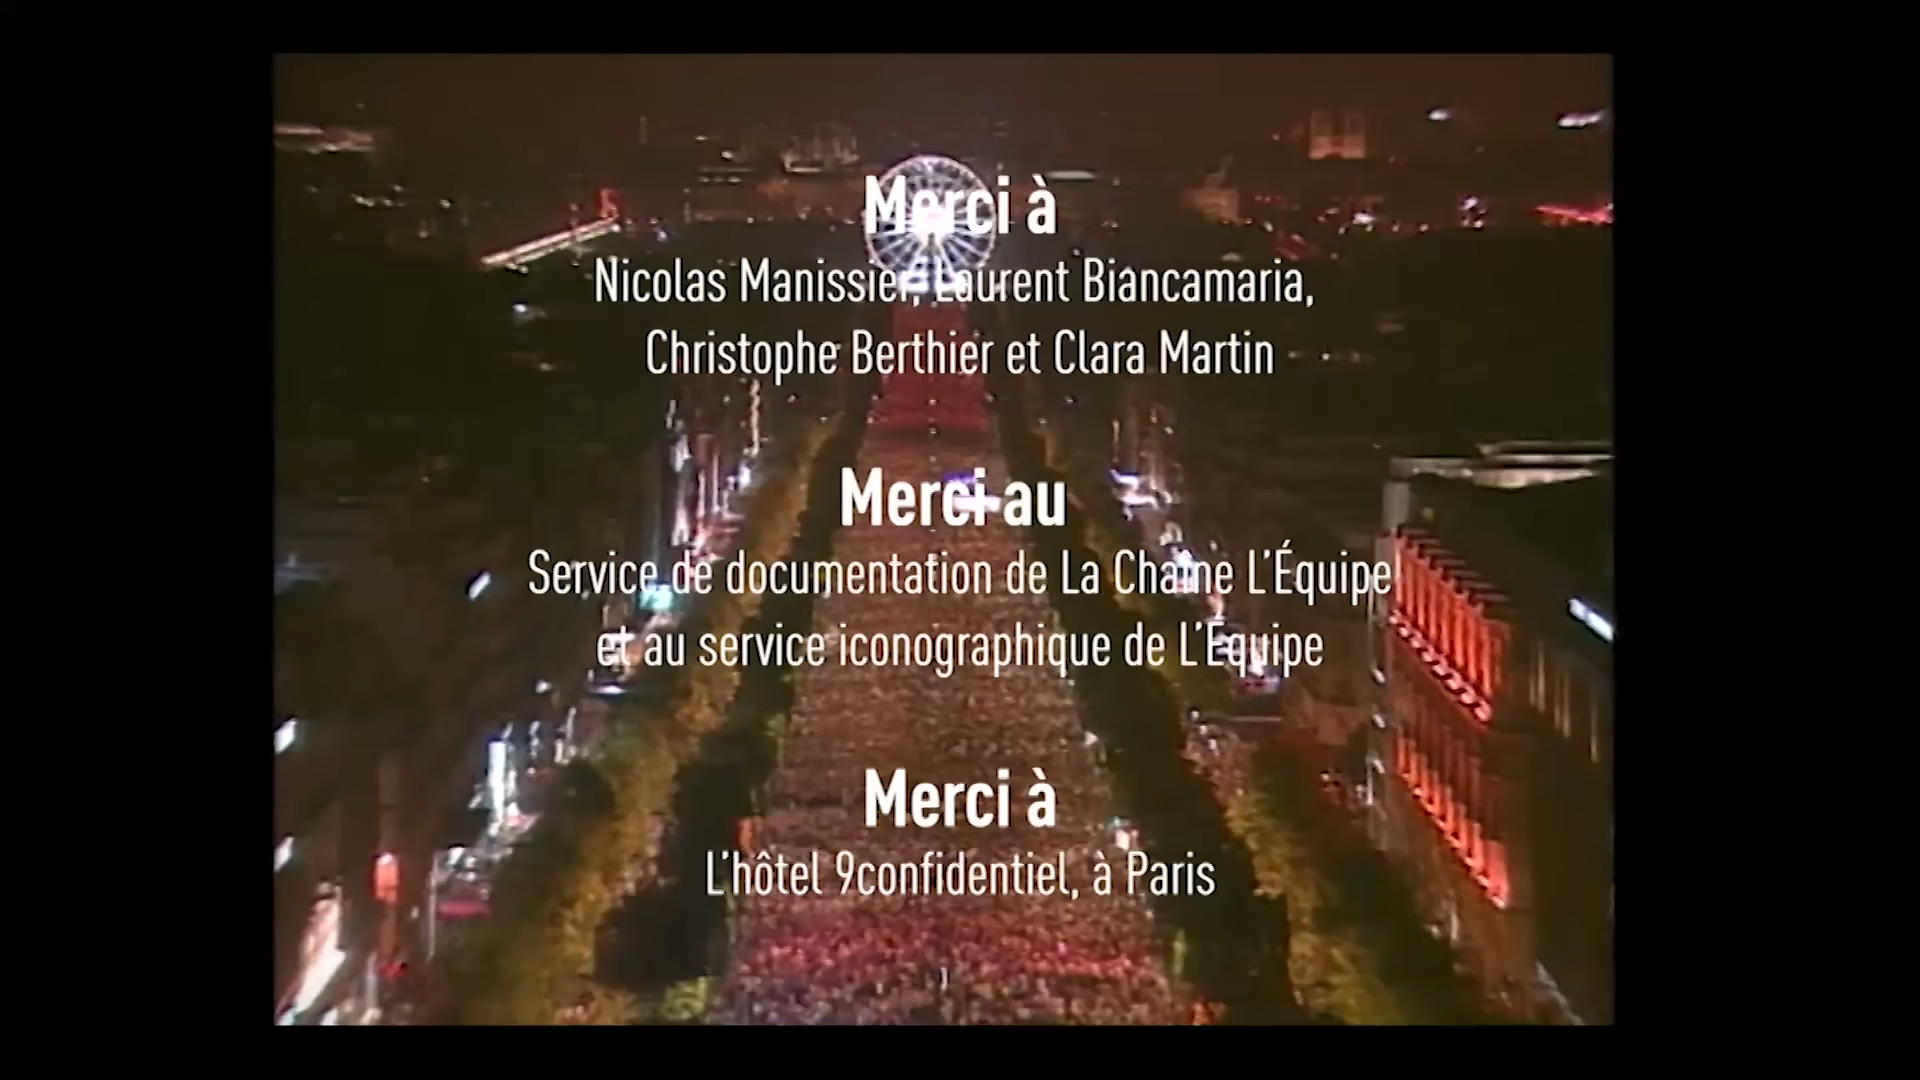 Merci à
Nicolas Manissier, Laurent Biancamaria,
Christophe Berthier et Clara Martin
Merci au
Service de documentation de La Chaîne L'Équipe
et au service iconographique de L'Équipe
Merci à
L'hôtel 9confidentiel, à Paris